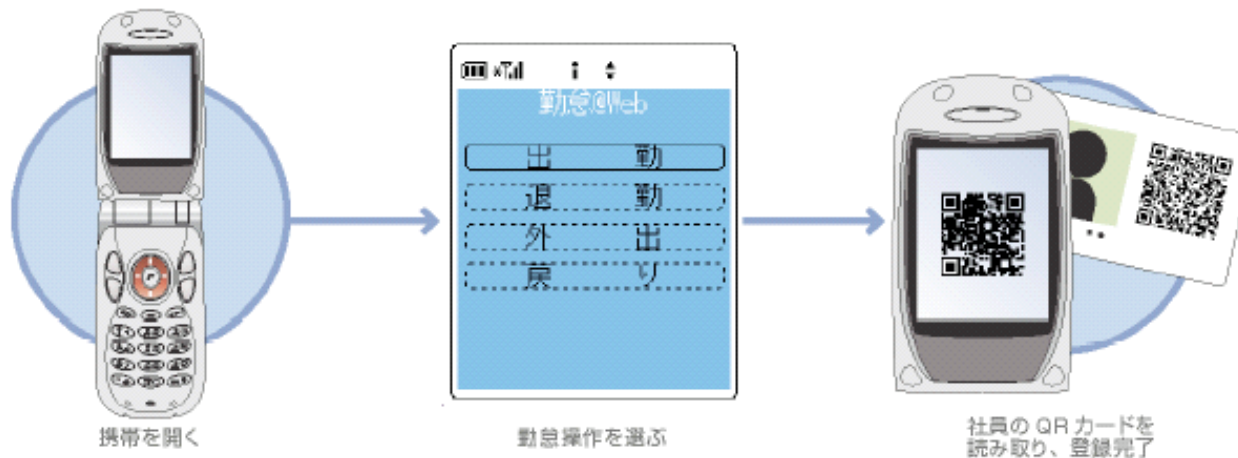 勤怠@Web
出 勤
退 勤
外 出
戻 り
携帯を開く
勤怠操作を選ぶ
社員の QR カードを
読み取り、登録完了